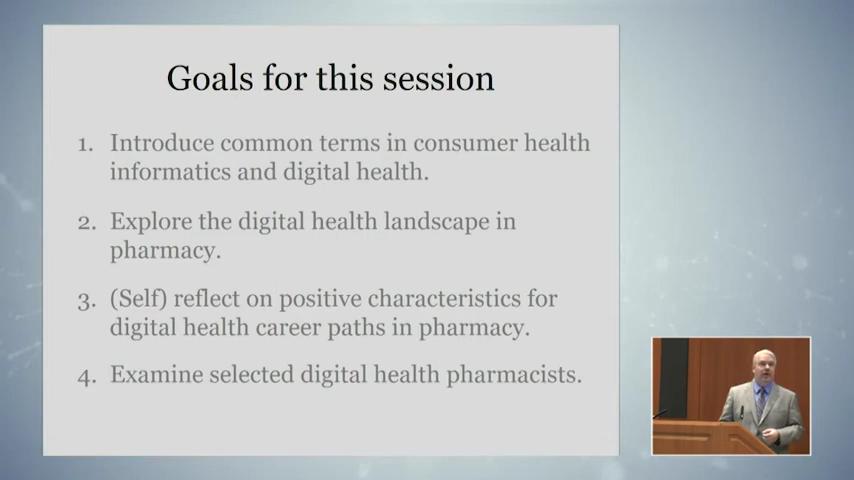 Goals for this session
1. Introduce common terms in consumer health
informatics and digital health.
2. Explore the digital health landscape in
pharmacy.
3. (Self) reflect on positive characteristics for
digital health career paths in pharmacy.
4. Examine selected digital health pharmacists.